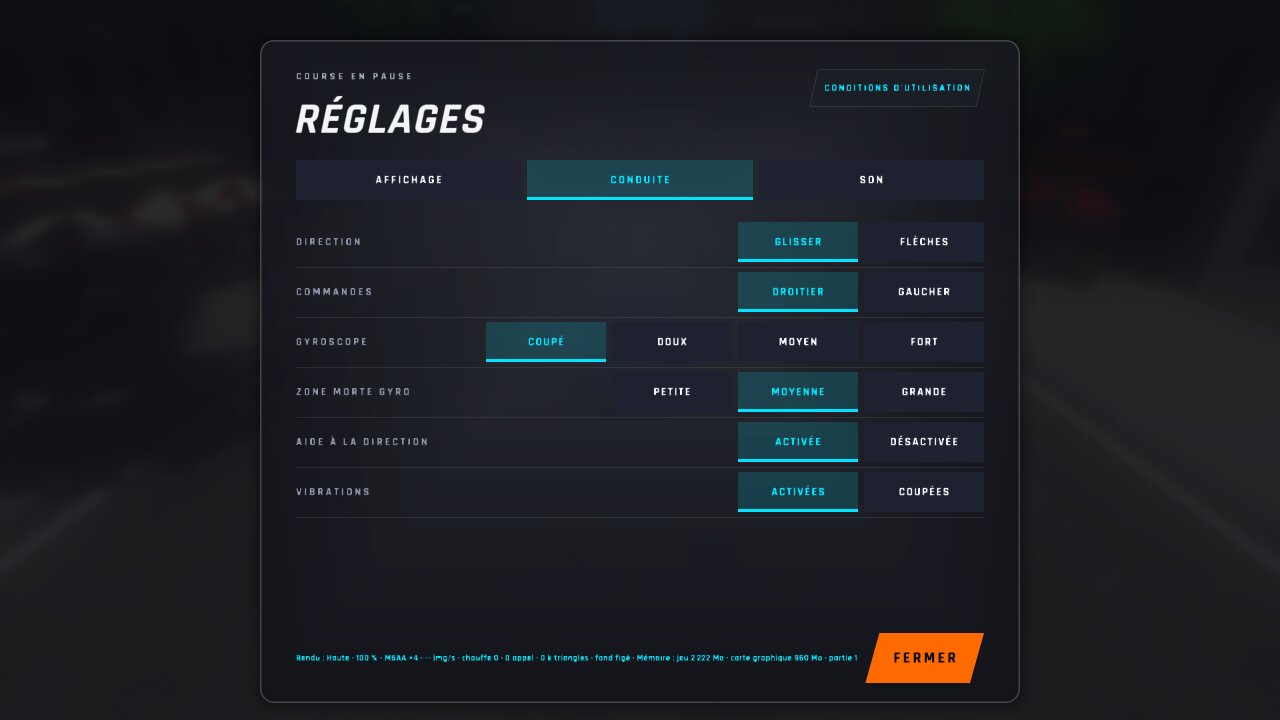 COURSE EN PAUSE
RÉGLAGES
CONDITIONS D'UTILISATION
AFFICHAGE CONDUITE SON
DIRECTION GLISSER FLÈCHES
COMMANDES DROITIER GAUCHER
GYROSCOPE COUPÉ DOUX MOYEN FORT
ZONE MORTE GYRO PETITE MOYENNE GRANDE
AIDE À LA DIRECTION ACTIVÉE DÉSACTIVÉE
VIBRATIONS ACTIVÉES COUPÉES
Rendu : Haute · 100 % · MSAA ×4 · -- img/s · chauffe 0 · 0 appel · 0 k triangles · fond figé · Mémoire : jeu 2 222 Mo · carte graphique 960 Mo · partie 1
FERMER